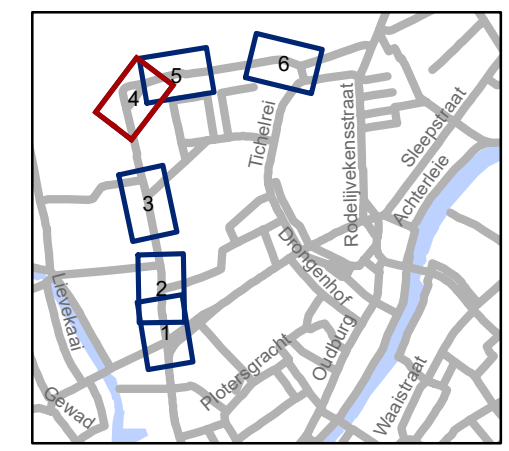 6
5
4
Tichelrei
Sleepstraat
Rodelijvekensstraat
Achterleie
3
Drongenhof
2
Lievekaai
1
Oudburg
Plotersgracht
Waaistraat
Gewad